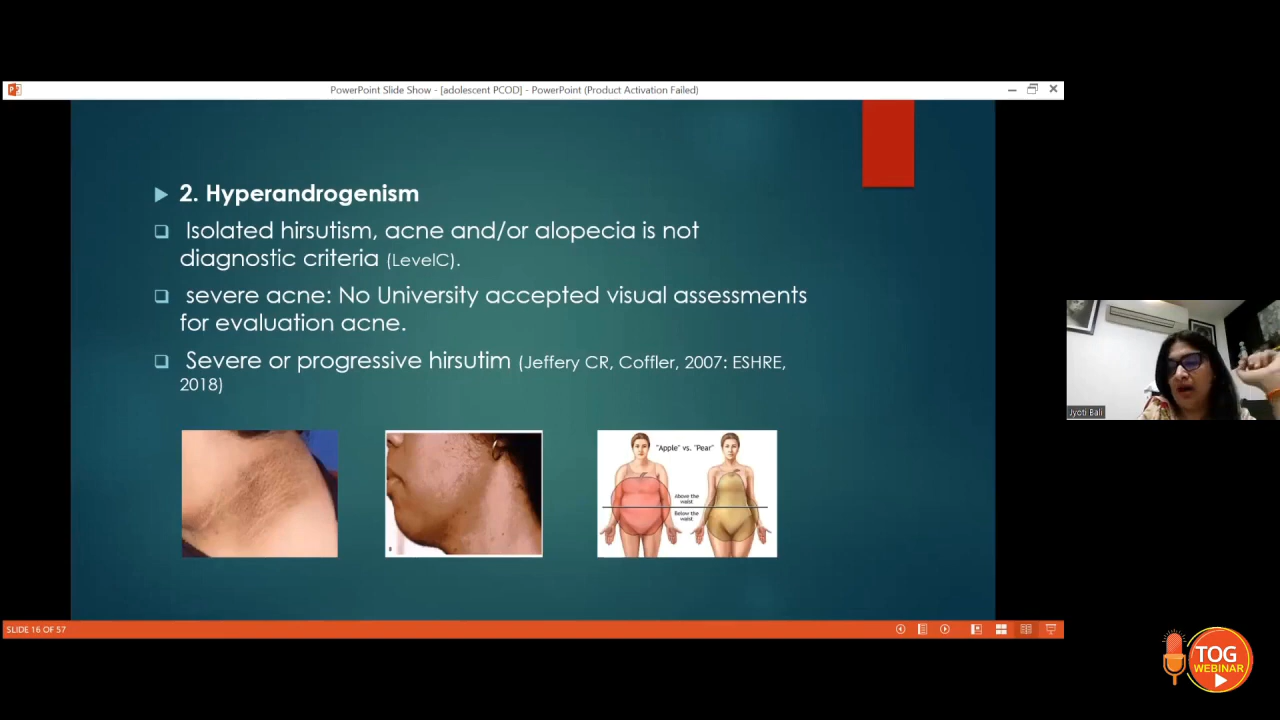 PowerPoint Slide Show - [adolescent PCOD] - PowerPoint (Product Activation Failed)
2. Hyperandrogenism
Isolated hirsutism, acne and/or alopecia is not
diagnostic criteria (LevelC).
severe acne: No University accepted visual assessments
for evaluation acne.
Severe or progressive hirsutim (Jeffery CR, Coffler, 2007: ESHRE,
2018)
"Apple" vs. "Pear"
Above the
waist
Below the
waist
8
Jyoti Bali
SLIDE 16 OF 57
TOG
WEBINAR